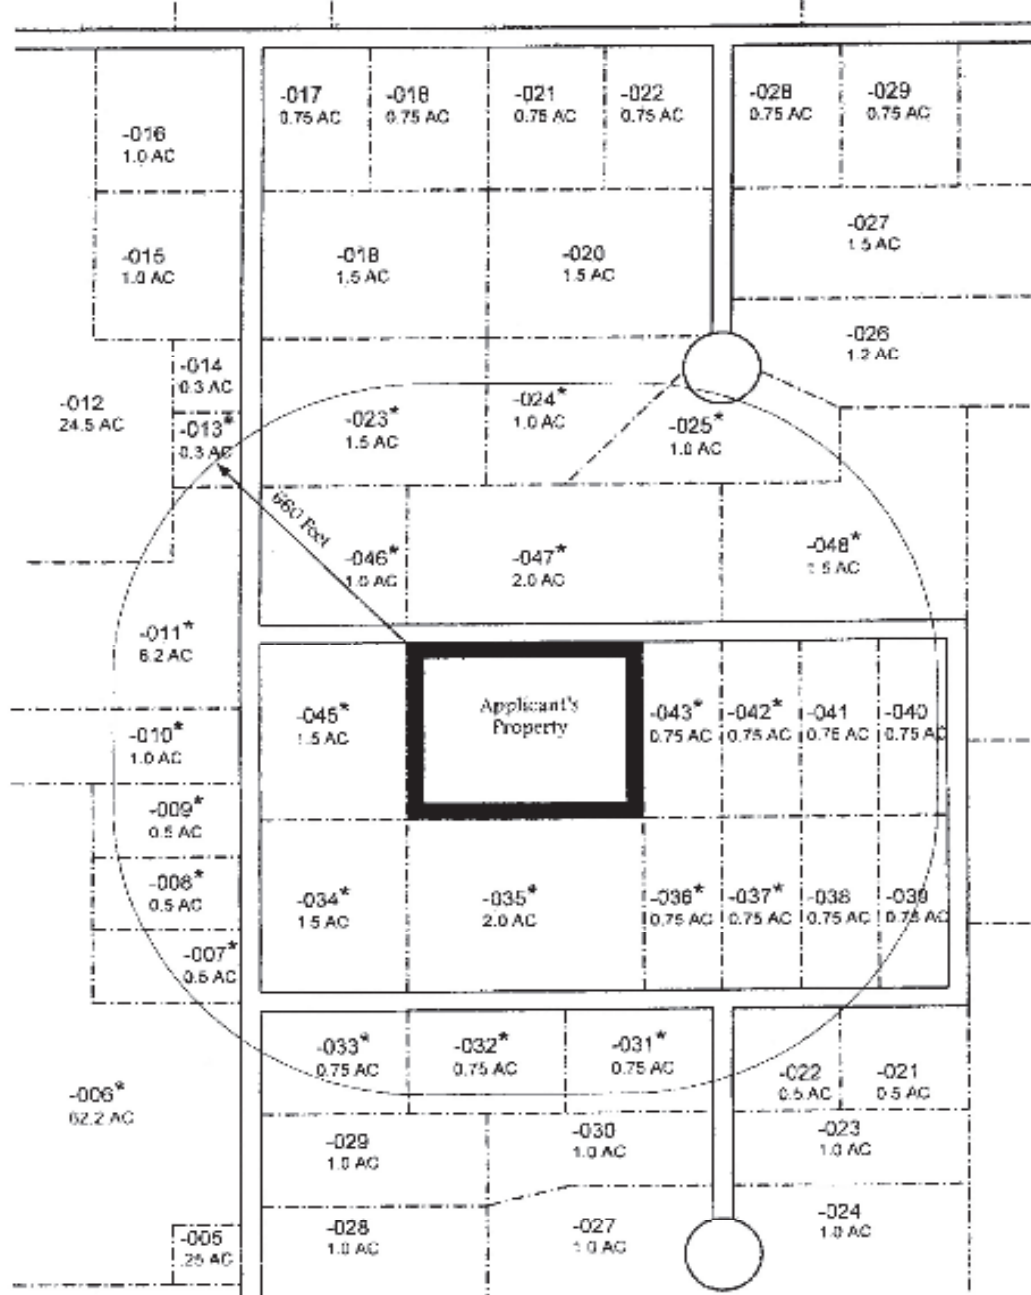 -017
0.75 AC
-018
0.75 AC
-021
0.75 AC
-022
0.75 AC
-028
0.75 AC
-029
0.75 AC
-016
1.0 AC
-015
1.0 AC
-018
1.5 AC
-020
1.5 AC
-027
1.5 AC
-026
1.2 AC
-014
0.3 AC
-012
24.5 AC
-013*
0.3 AC
-023*
1.5 AC
-024*
1.0 AC
-025*
1.0 AC
660 Feet
-046*
1.0 AC
-047*
2.0 AC
-048*
1.5 AC
-011*
6.2 AC
-045*
1.5 AC
Applicant's
Property
-043*
0.75 AC
-042*
0.75 AC
-041
0.75 AC
-040
0.75 AC
-010*
1.0 AC
-009*
0.5 AC
-008*
0.5 AC
-007*
0.5 AC
-034*
1.5 AC
-035*
2.0 AC
-036*
0.75 AC
-037*
0.75 AC
-038
0.75 AC
-039
0.75 AC
-033*
0.75 AC
-032*
0.75 AC
-031*
0.75 AC
-022
0.5 AC
-021
0.5 AC
-006*
62.2 AC
-029
1.0 AC
-030
1.0 AC
-023
1.0 AC
-028
1.0 AC
-027
1.0 AC
-024
1.0 AC
-005
.25 AC